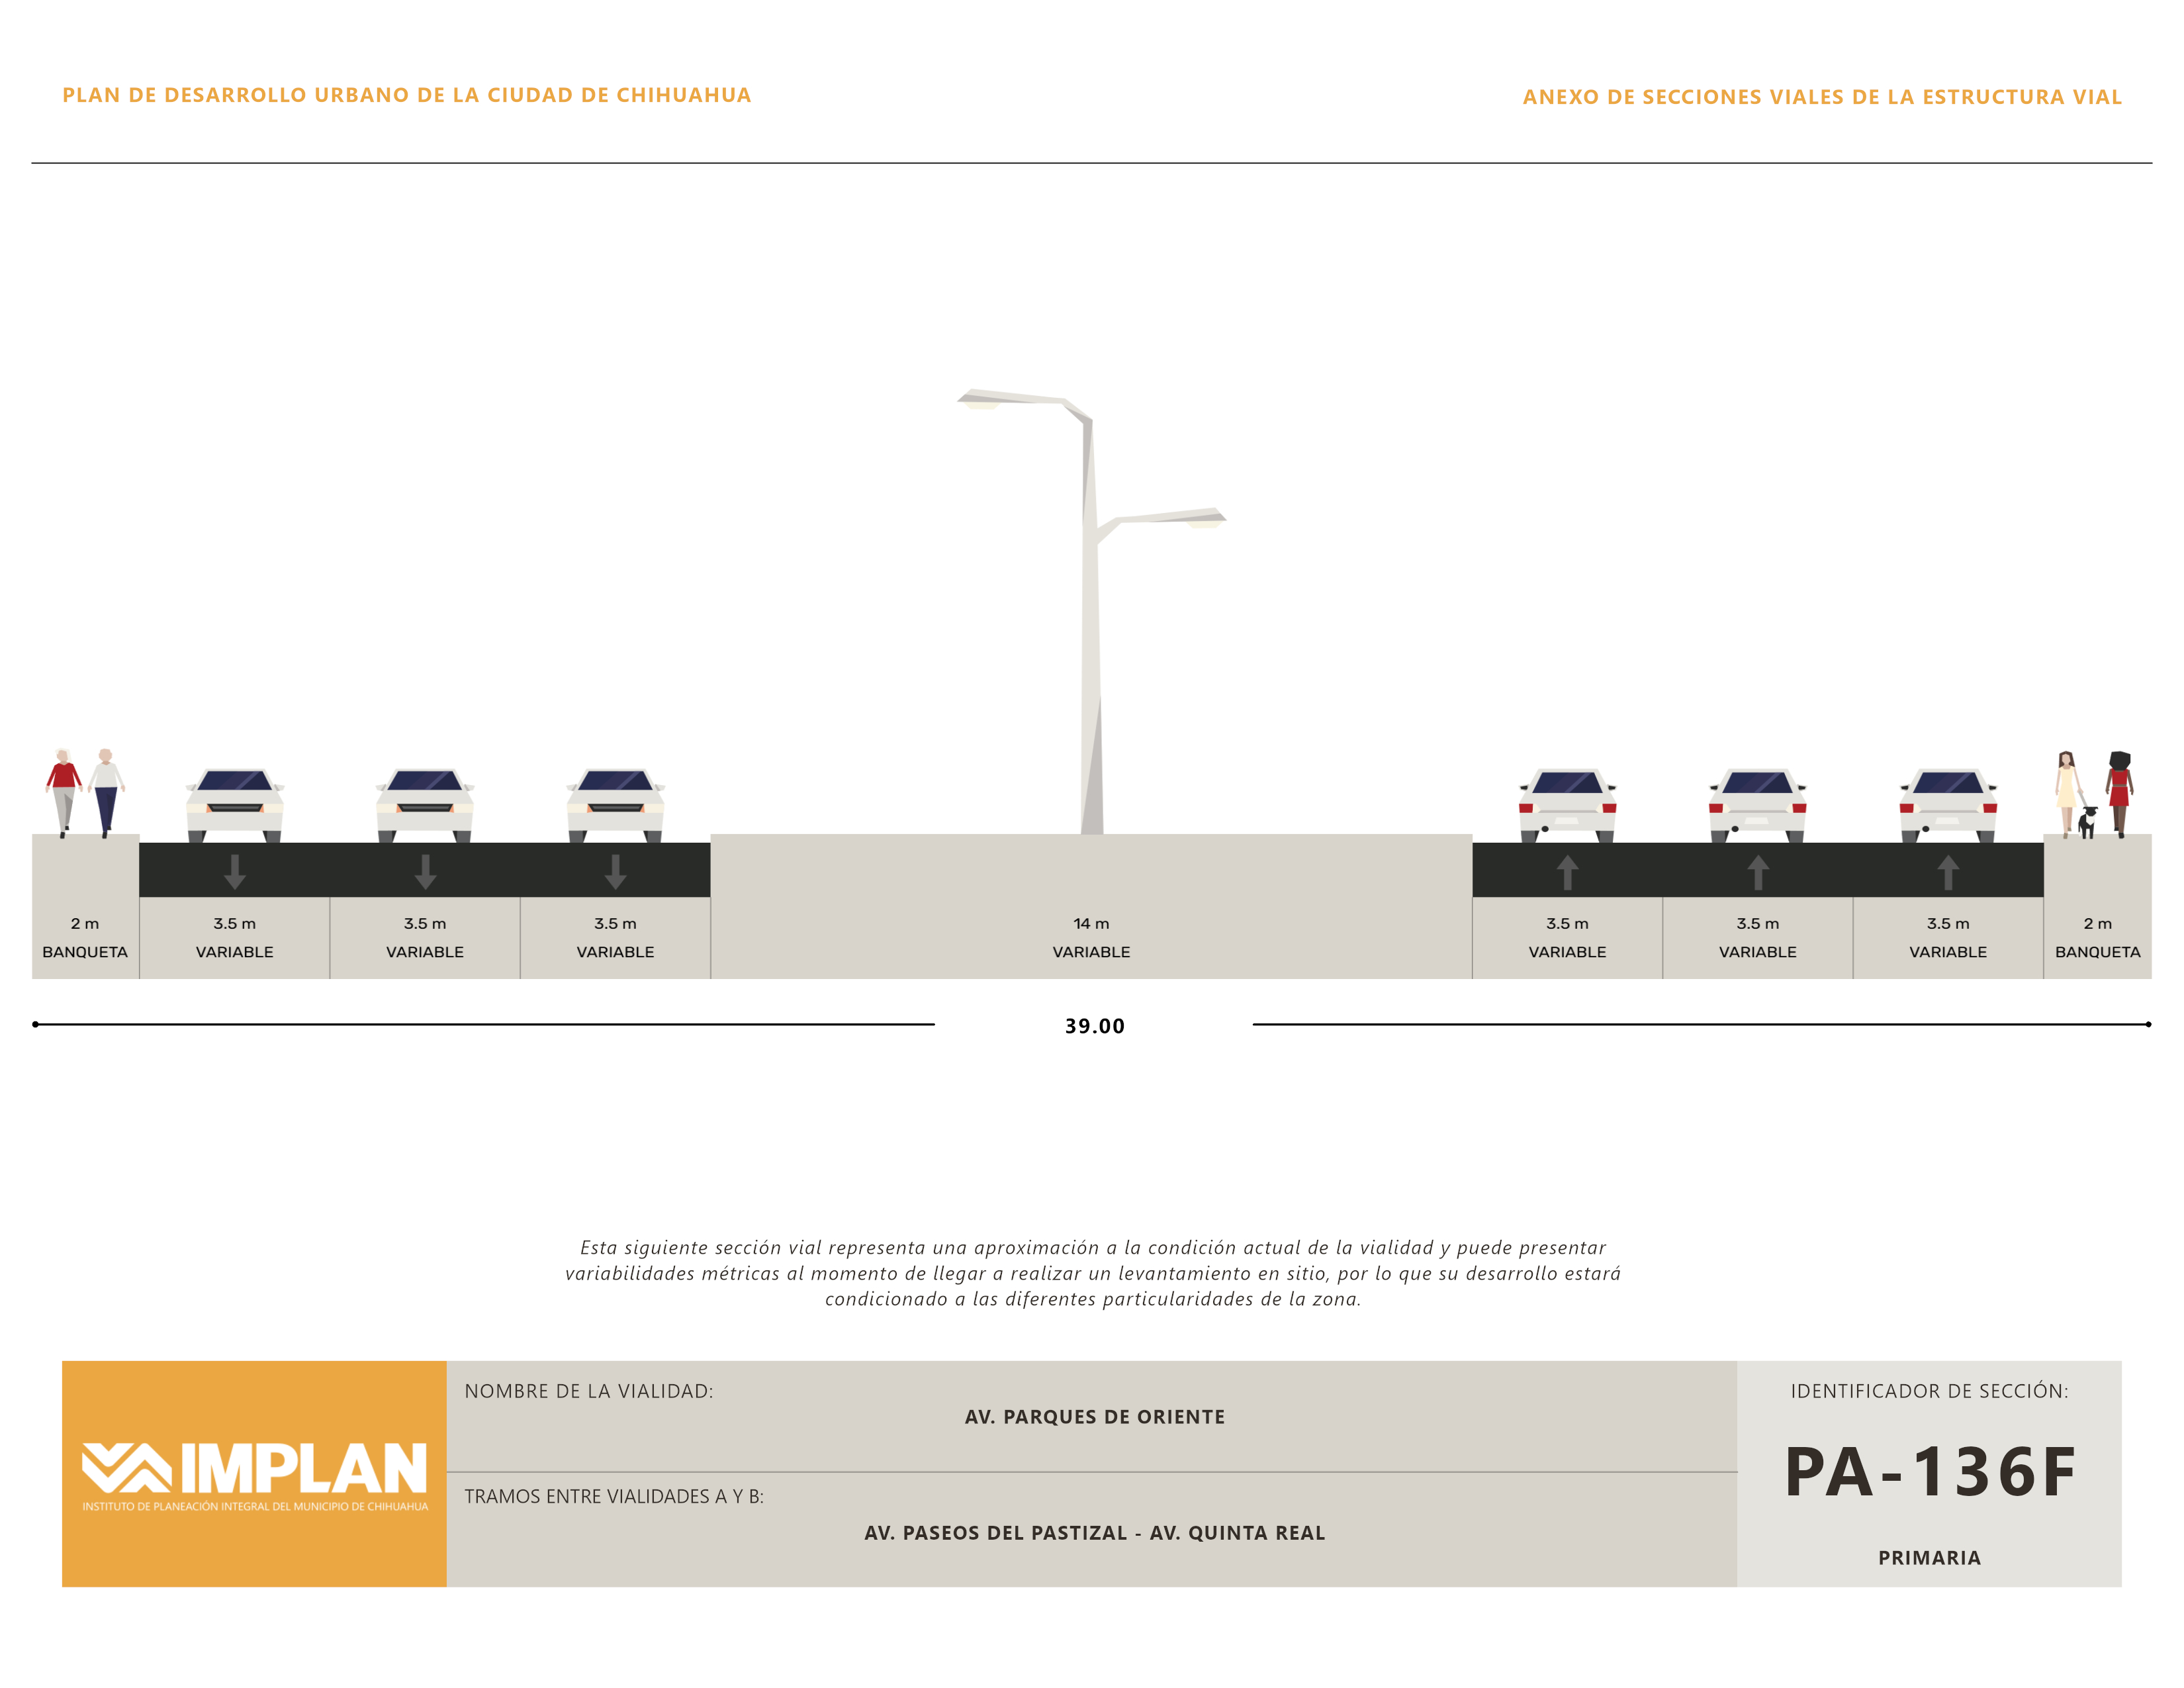 PLAN DE DESARROLLO URBANO DE LA CIUDAD DE CHIHUAHUA
ANEXO DE SECCIONES VIALES DE LA ESTRUCTURA VIAL
2 m
BANQUETA
3.5 m
VARIABLE
3.5 m
VARIABLE
3.5 m
VARIABLE
14 m
VARIABLE
3.5 m
VARIABLE
3.5 m
VARIABLE
3.5 m
VARIABLE
2 m
BANQUETA
39.00
Esta siguiente sección vial representa una aproximación a la condición actual de la vialidad y puede presentar
variabilidades métricas al momento de llegar a realizar un levantamiento en sitio, por lo que su desarrollo estará
condicionado a las diferentes particularidades de la zona.
IMPLAN
INSTITUTO DE PLANEACIÓN INTEGRAL DEL MUNICIPIO DE CHIHUAHUA
NOMBRE DE LA VIALIDAD:
AV. PARQUES DE ORIENTE
TRAMOS ENTRE VIALIDADES A Y B:
AV. PASEOS DEL PASTIZAL - AV. QUINTA REAL
IDENTIFICADOR DE SECCIÓN:
PA-136F
PRIMARIA